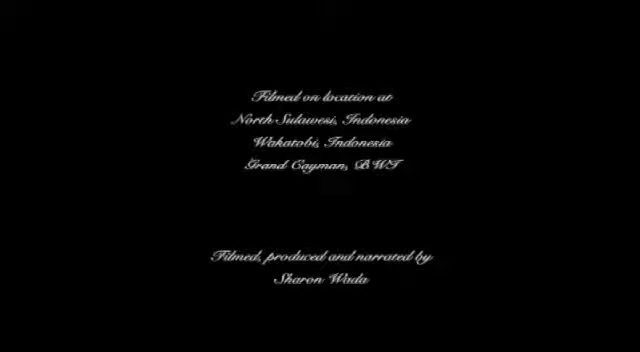 Filmed on location at
North Sulawesi, Indonesia
Wakatobi, Indonesia
Grand Cayman, BWI
Filmed, produced and narrated by
Sharon Wada